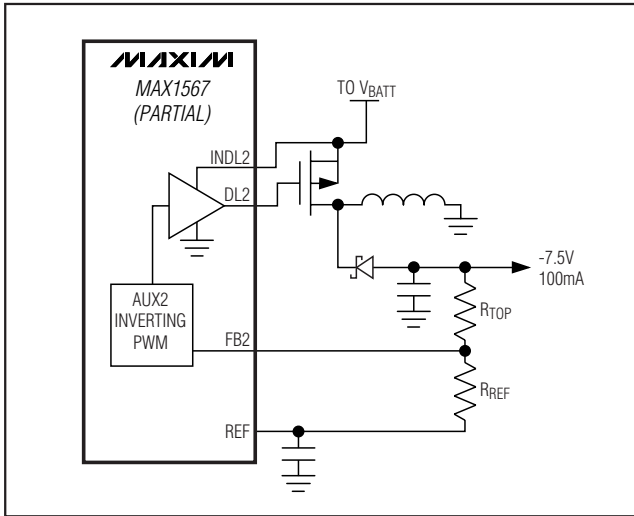 MAXIM
MAX1567
(PARTIAL)
TO VBATT
INDL2
DL2
-7.5V
100mA
AUX2
INVERTING
PWM
RTOP
FB2
RREF
REF